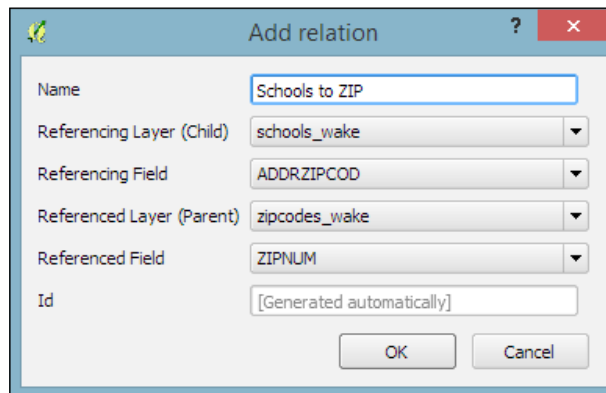 Add relation
?
×
Name
Schools to ZIP
Referencing Layer (Child)
schools_wake
Referencing Field
ADDRZIPCOD
Referenced Layer (Parent)
zipcodes_wake
Referenced Field
ZIPNUM
Id
[Generated automatically]
OK
Cancel